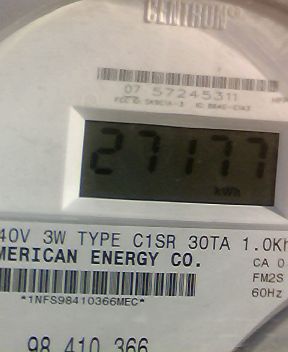 CENTRON®
07 57245311
27177
kWh
40V 3W TYPE C1SR 30TA 1.0Kh
MERICAN ENERGY CO.
CA 0
FM2S
60Hz
*1NFS98410366MEC*
98 410 366